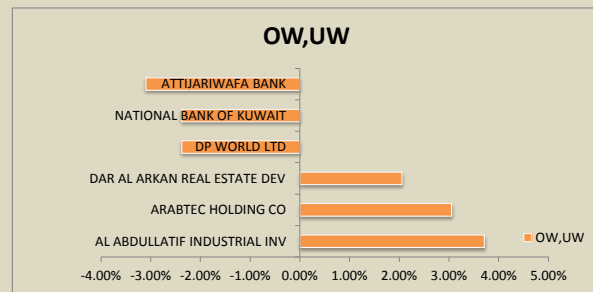 OW,UW
ATTIJARIWAFA BANK
NATIONAL BANK OF KUWAIT
DP WORLD LTD
DAR AL ARKAN REAL ESTATE DEV
ARABTEC HOLDING CO
AL ABDULLATIF INDUSTRIAL INV
OW,UW
-4.00% -3.00% -2.00% -1.00% 0.00% 1.00% 2.00% 3.00% 4.00% 5.00%